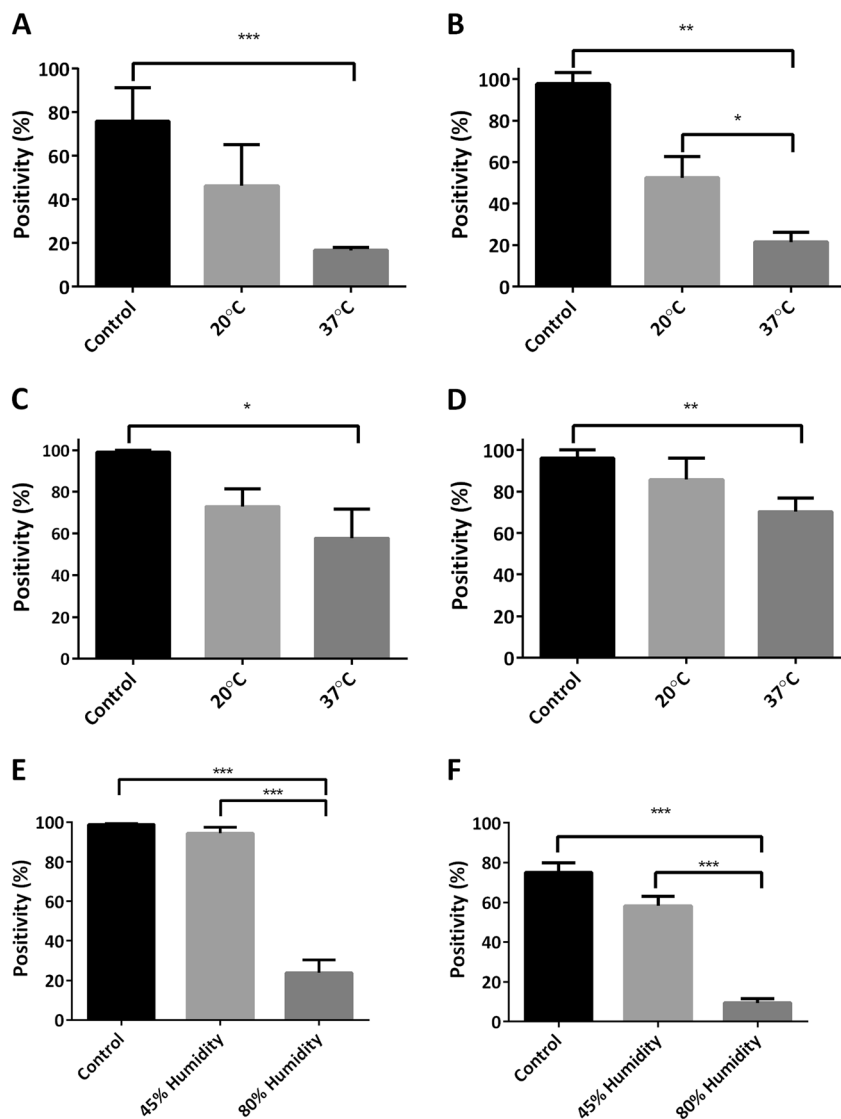 A
***
Positivity (%)
100
80
60
40
20
0
Control
20°C
37°C
B
**
*
Positivity (%)
100
80
60
40
20
0
Control
20°C
37°C
C
*
Positivity (%)
100
80
60
40
20
0
Control
20°C
37°C
D
**
Positivity (%)
100
80
60
40
20
0
Control
20°C
37°C
E
***
***
Positivity (%)
100
80
60
40
20
0
Control
45% Humidity
80% Humidity
F
***
***
Positivity (%)
100
80
60
40
20
0
Control
45% Humidity
80% Humidity